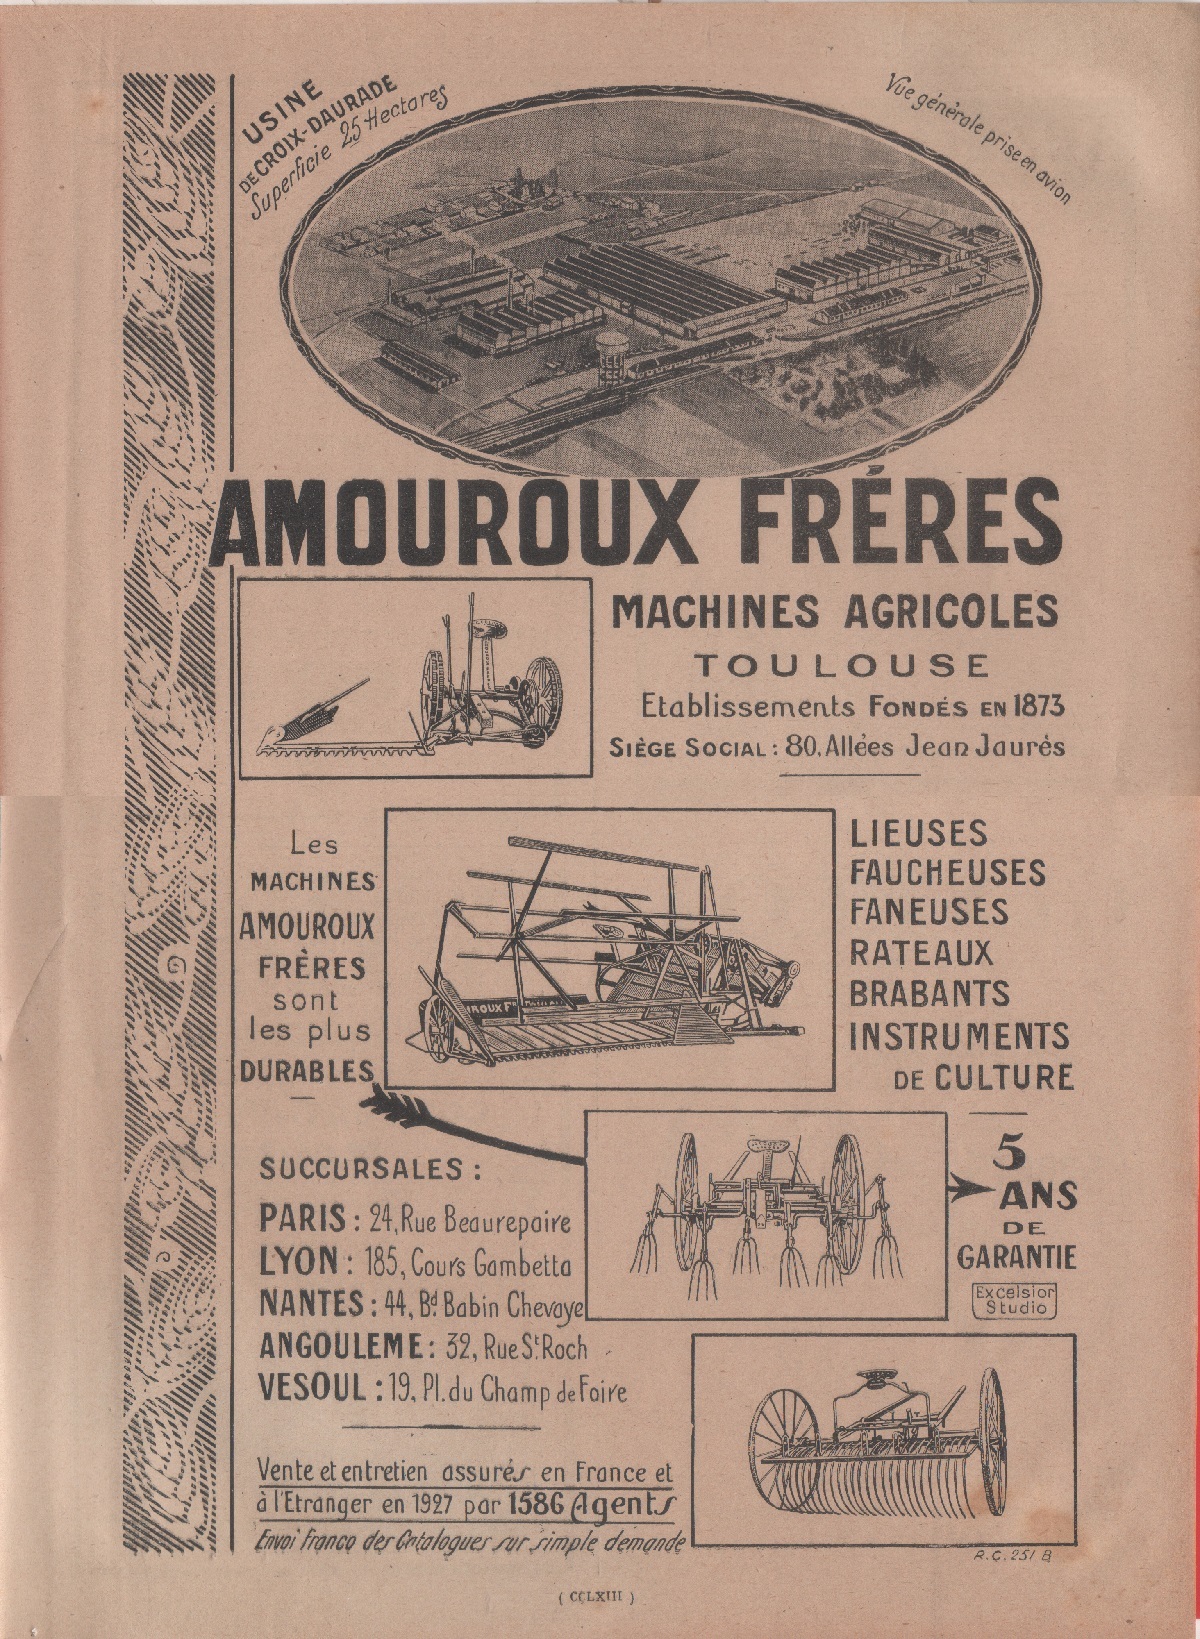 USINE
DE CROIX-DAURADE
Superficie 25 Hectares
Vue générale prise en avion
AMOUROUX FRÉRES
MACHINES AGRICOLES
TOULOUSE
Etablissements FONDÉS EN 1873
SIÈGE SOCIAL : 80, Allées Jean Jaurés
Les
MACHINES
AMOUROUX
FRÈRES
sont
les plus
DURABLES
LIEUSES
FAUCHEUSES
FANEUSES
RATEAUX
BRABANTS
INSTRUMENTS
DE CULTURE
5
ANS
DE
GARANTIE
Excelsior
Studio
SUCCURSALES :
PARIS : 24, Rue Beaurepaire
LYON : 185, Cours Gambetta
NANTES : 44, Bd Babin Chevaye
ANGOULEME : 32, Rue St Roch
VESOUL : 19, Pl. du Champ de Foire
Vente et entretien assurés en France et
à l'Etranger en 1927 par 1586 Agents
Envoi Franco des Catalogues sur simple demande
R.C. 251 B
( CCLXIII )